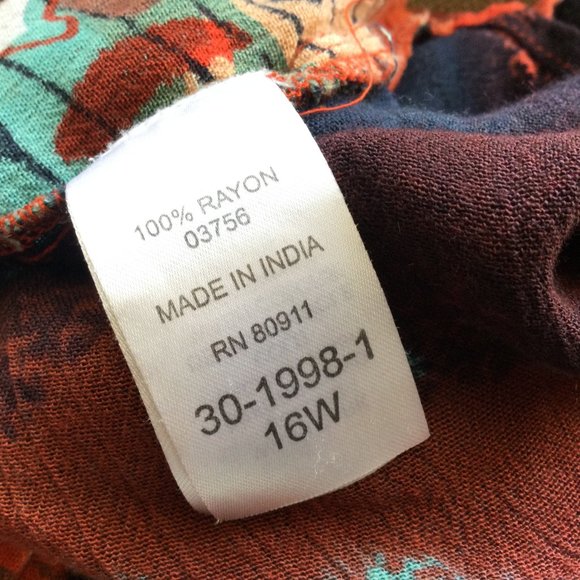 100% RAYON
03756
MADE IN INDIA
RN 80911
30-1998-1
16W